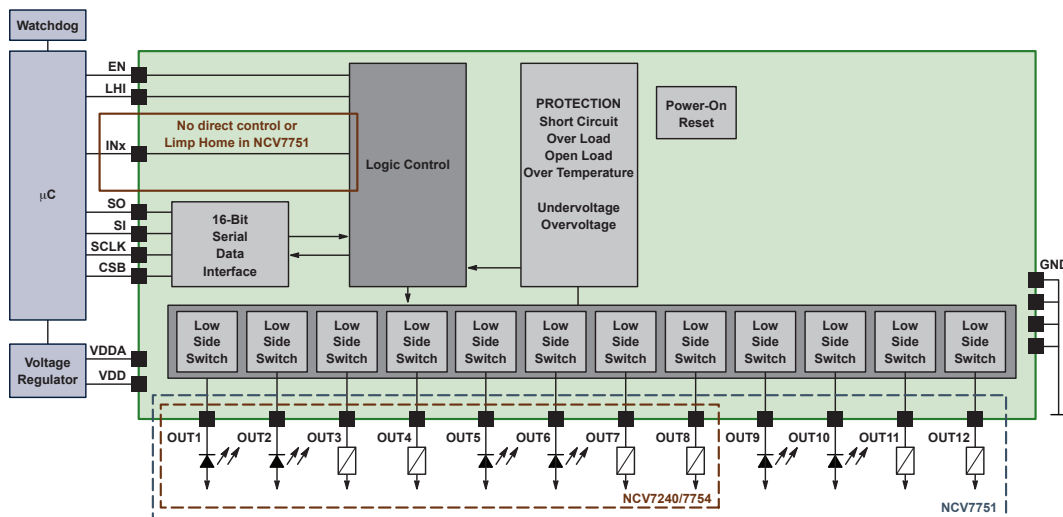 Watchdog
μC
Voltage
Regulator
EN
LHI
INx
SO
SI
SCLK
CSB
VDDA
VDD
No direct control or
Limp Home in NCV7751
16-Bit
Serial
Data
Interface
Logic Control
PROTECTION
Short Circuit
Over Load
Open Load
Over Temperature
Undervoltage
Overvoltage
Power-On
Reset
GND
Low
Side
Switch
Low
Side
Switch
Low
Side
Switch
Low
Side
Switch
Low
Side
Switch
Low
Side
Switch
Low
Side
Switch
Low
Side
Switch
Low
Side
Switch
Low
Side
Switch
Low
Side
Switch
Low
Side
Switch
OUT1
OUT2
OUT3
OUT4
OUT5
OUT6
OUT7
OUT8
OUT9
OUT10
OUT11
OUT12
NCV7240/7754
NCV7751